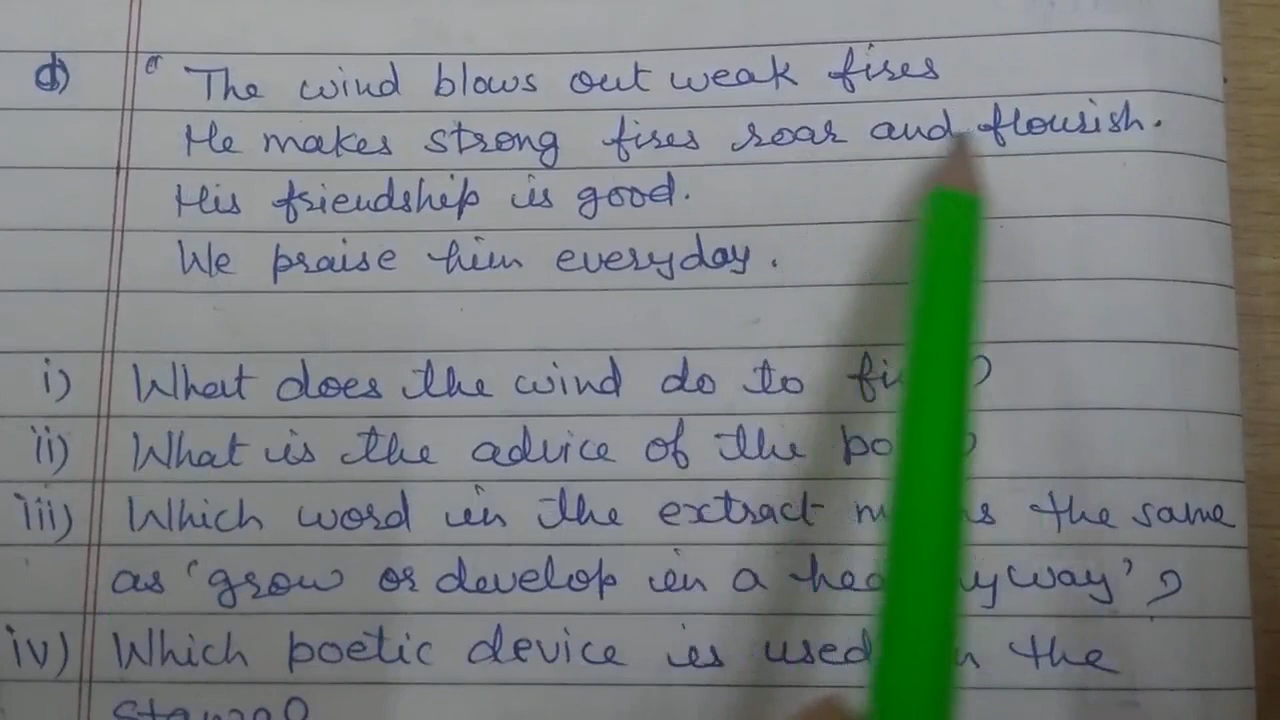 d) " The wind blows out weak fires
He makes strong fires roar and flourish.
His friendship is good.
We praise him everyday.
i) What does the wind do to ?
ii) What is the advice of the ?
iii) Which word in the extract the same
as 'grow or develop in a way' ?
iv) Which poetic device is used in the
stanza?